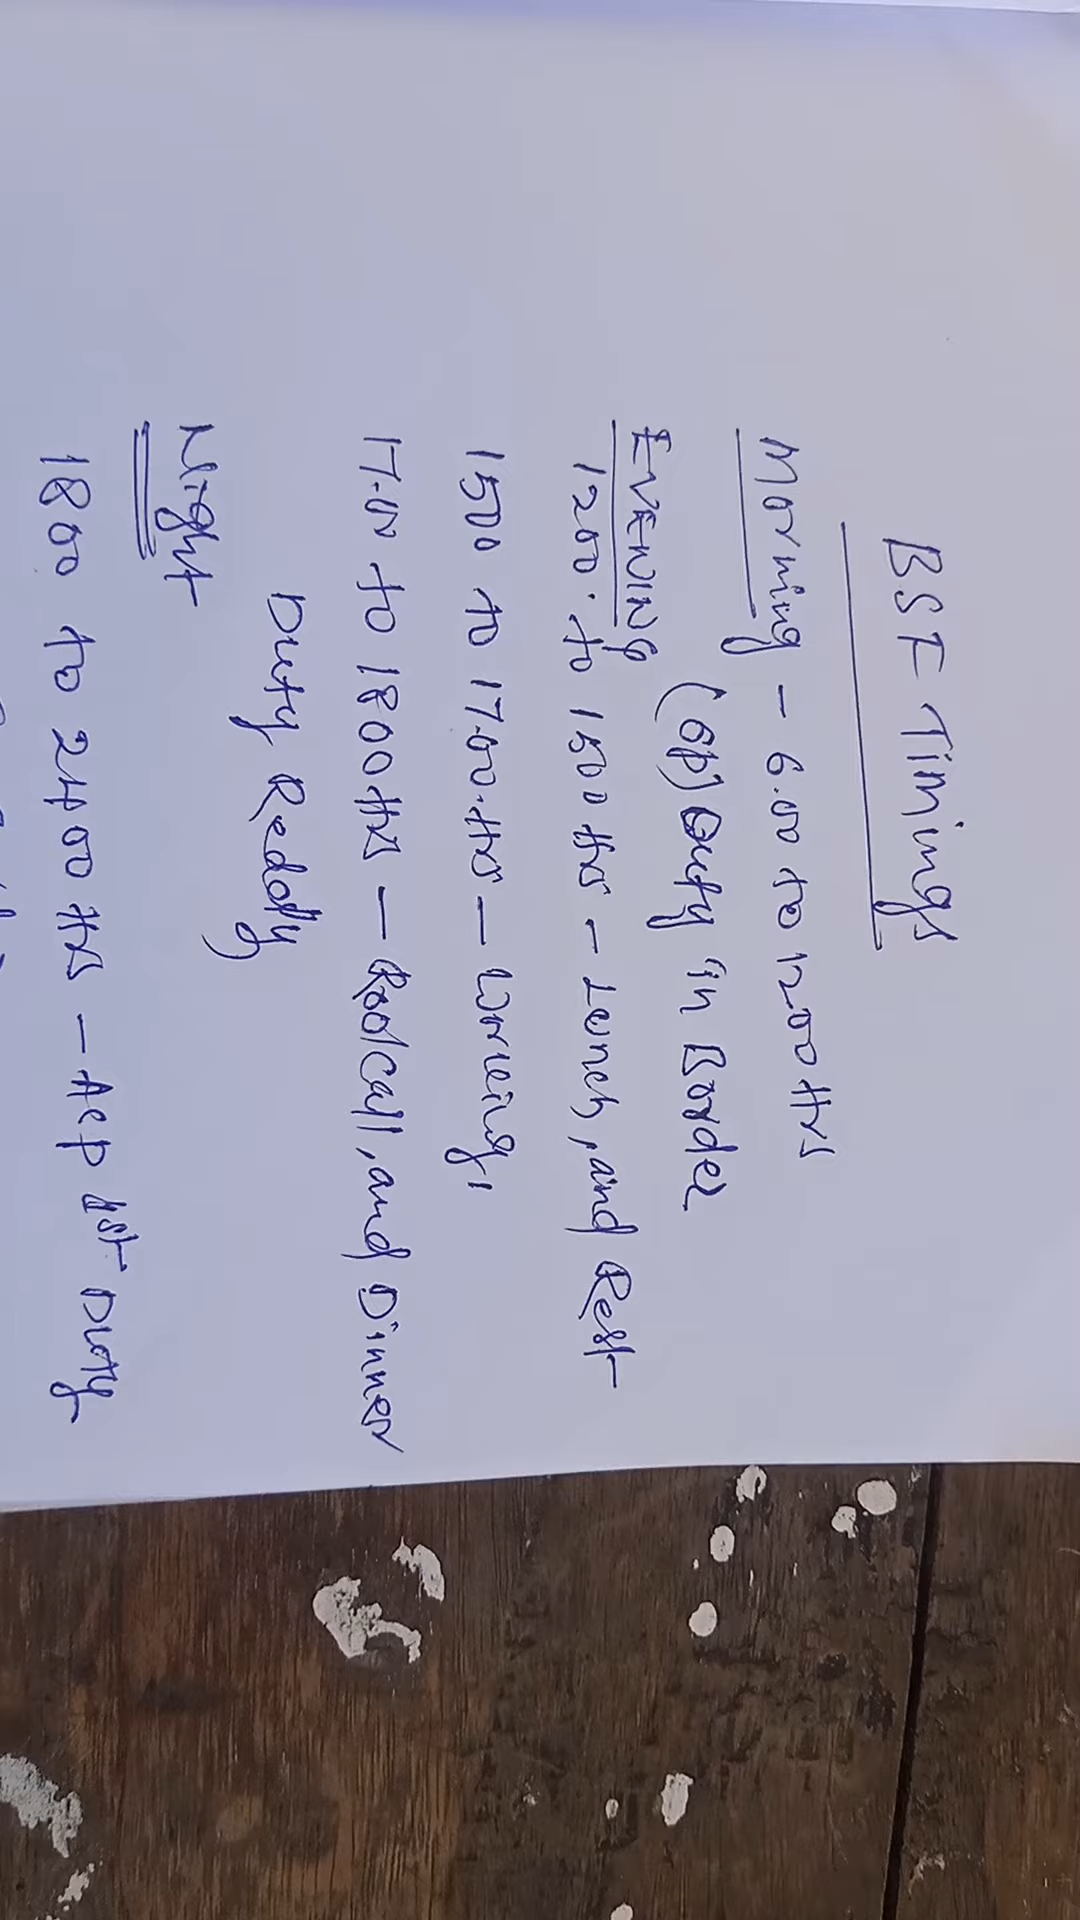 BSF Timings
Morning - 6.00 to 1200 Hrs
(OP) Duty in Border
EVENING
1200. to 1500 Hrs - Lunch, and Rest
1500 to 17.00. Hrs - Working,
17.00 to 1800 Hrs - Roolcall, and Dinner
Duty Reddy
Night
1800 to 2400 Hrs - Acp 1st Duty